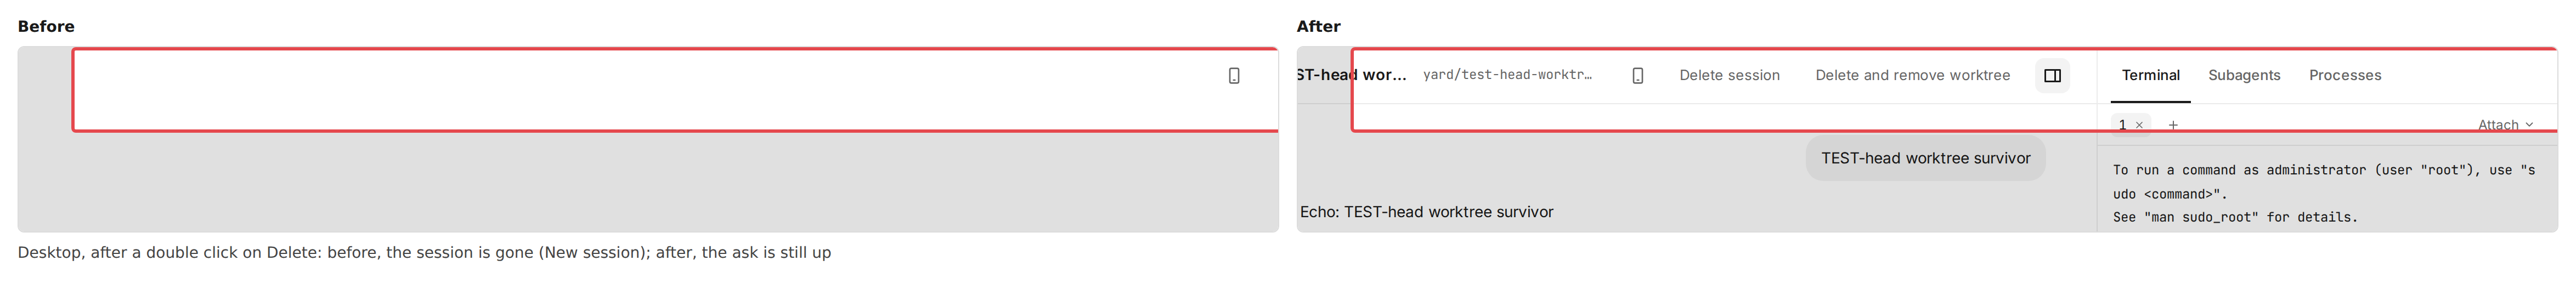 Before
After
ST-head wor... yard/test-head-worktr… Delete session Delete and remove worktree Terminal Subagents Processes
1 × + Attach
TEST-head worktree survivor
To run a command as administrator (user "root"), use "s
udo <command>".
Echo: TEST-head worktree survivor
See "man sudo_root" for details.
Desktop, after a double click on Delete: before, the session is gone (New session); after, the ask is still up